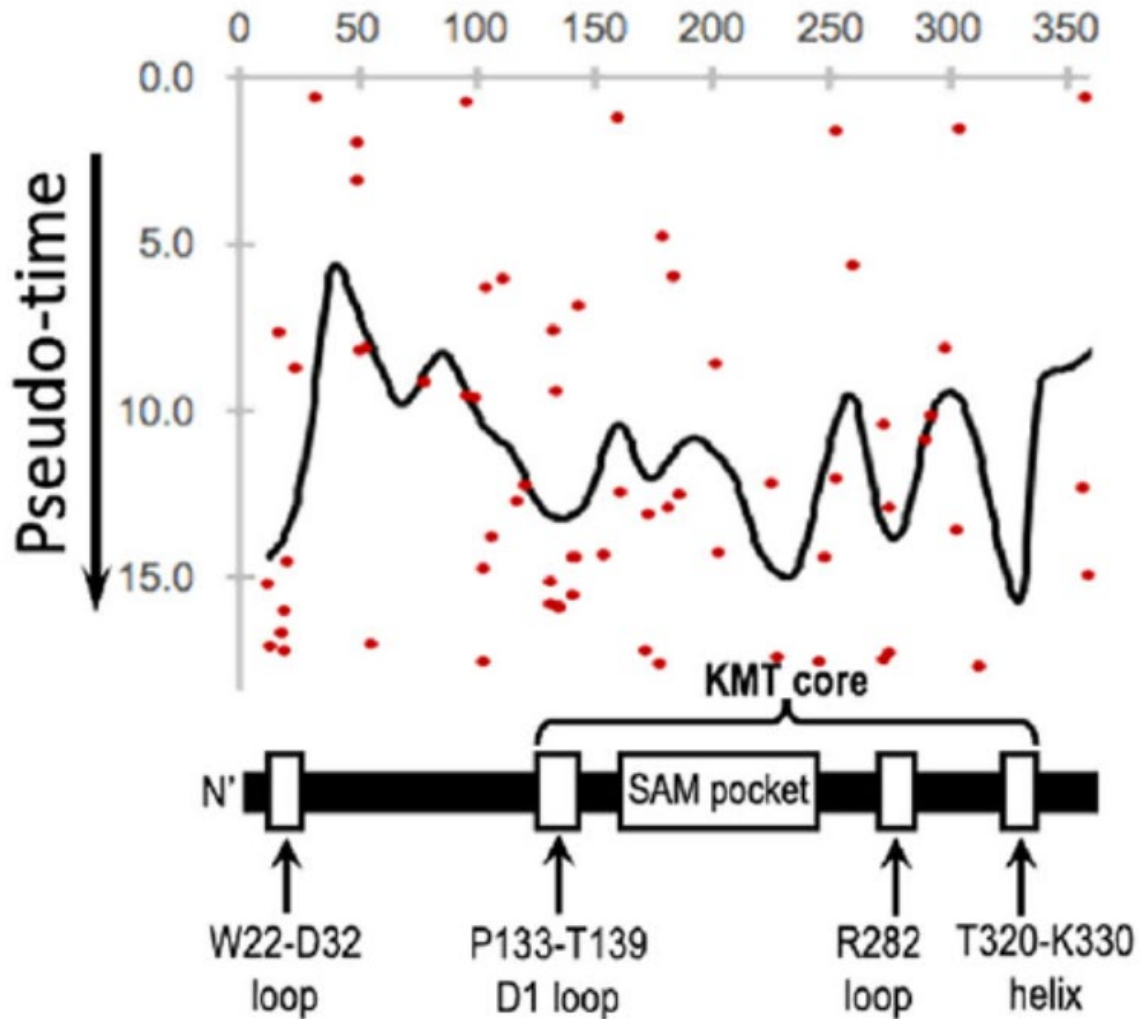 0 50 100 150 200 250 300 350
0.0
5.0
10.0
15.0
Pseudo-time
KMT core
N'
SAM pocket
W22-D32
loop
P133-T139
D1 loop
R282
loop
T320-K330
helix